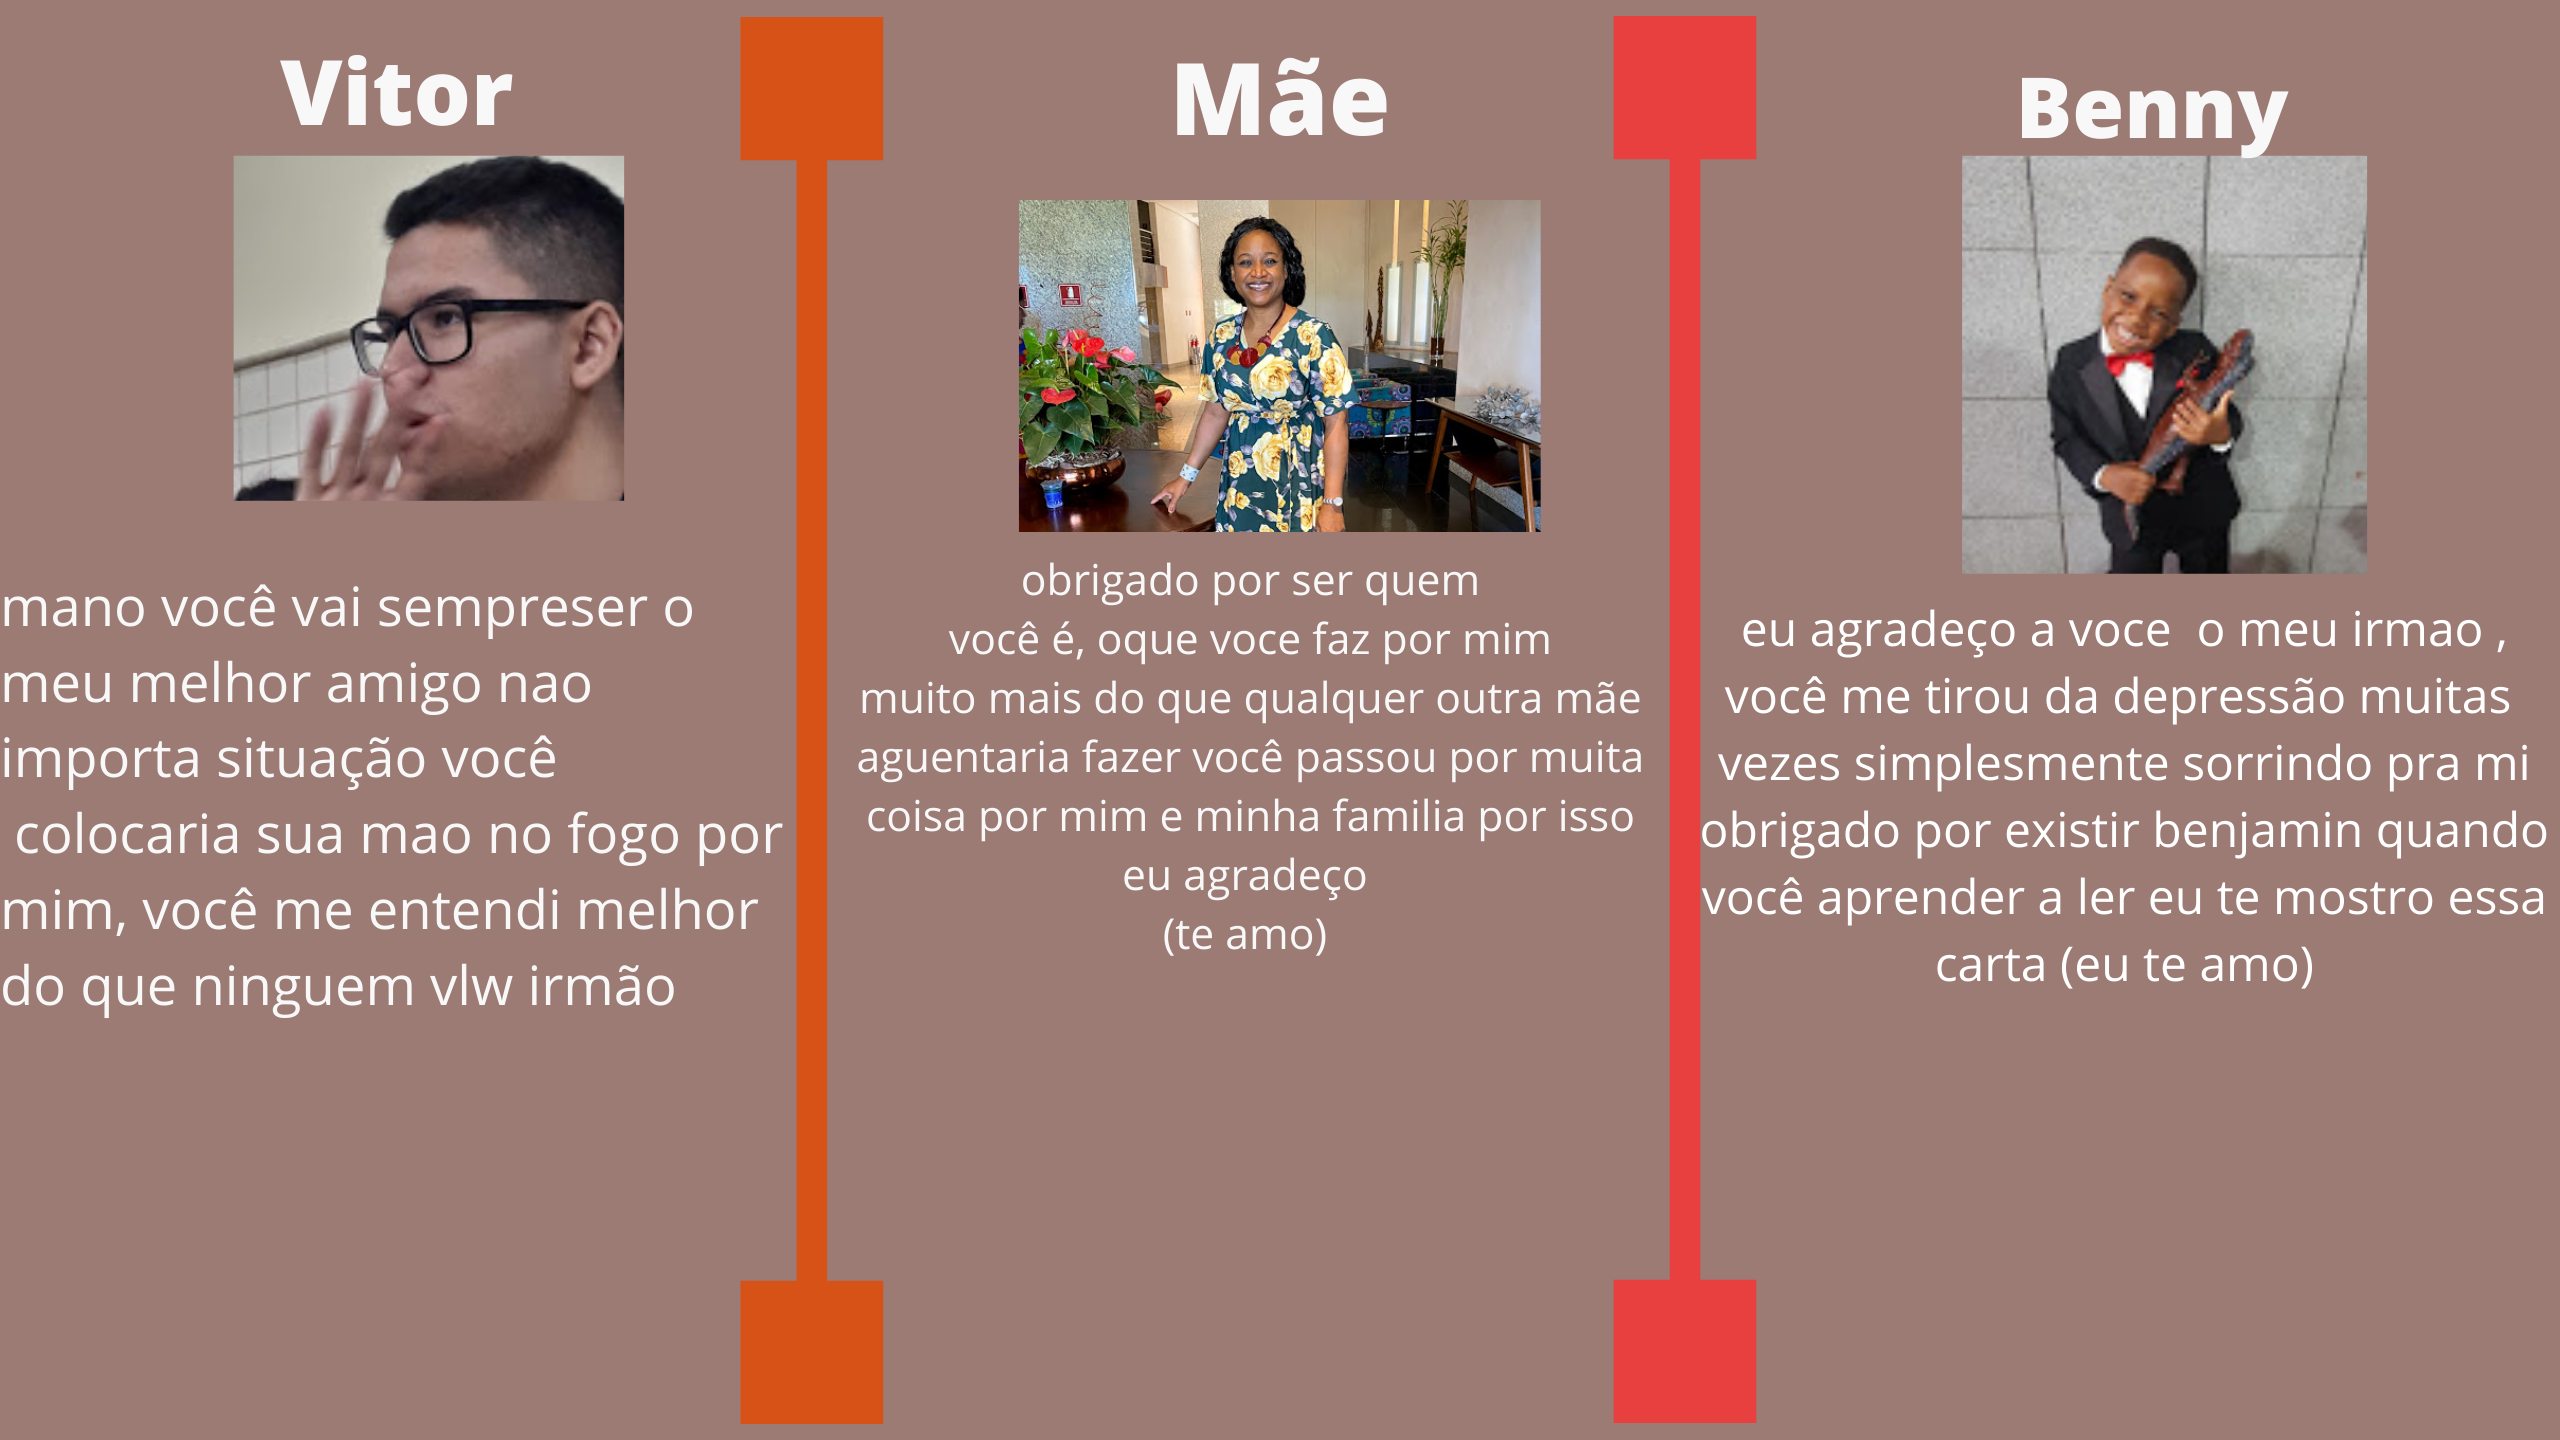 Vitor
mano você vai sempreser o
meu melhor amigo nao
importa situação você
colocaria sua mao no fogo por
mim, você me entendi melhor
do que ninguem vlw irmão
Mãe
obrigado por ser quem
você é, oque voce faz por mim
muito mais do que qualquer outra mãe
aguentaria fazer você passou por muita
coisa por mim e minha familia por isso
eu agradeço
(te amo)
Benny
eu agradeço a voce  o meu irmao ,
você me tirou da depressão muitas
vezes simplesmente sorrindo pra mi
obrigado por existir benjamin quando
você aprender a ler eu te mostro essa
carta (eu te amo)